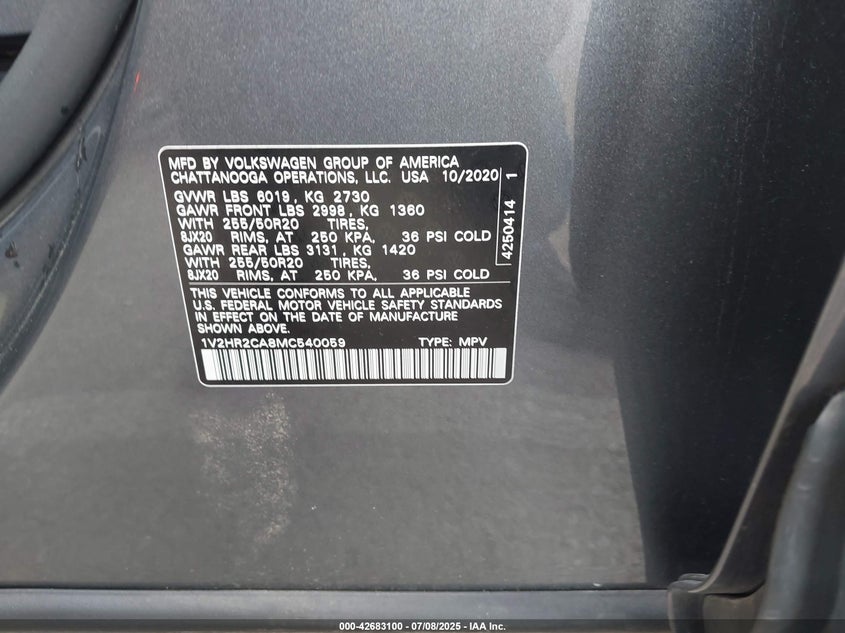 MFD BY VOLKSWAGEN GROUP OF AMERICA
CHATTANOOGA OPERATIONS, LLC. USA 10/2020
GVWR LBS 6019, KG 2730
GAWR FRONT LBS 2998, KG 1360
WITH 255/50R20 TIRES,
8JX20 RIMS, AT 250 KPA, 36 PSI COLD
GAWR REAR LBS 3131, KG 1420
WITH 255/50R20 TIRES,
8JX20 RIMS, AT 250 KPA, 36 PSI COLD
4250414 1
THIS VEHICLE CONFORMS TO ALL APPLICABLE
U.S. FEDERAL MOTOR VEHICLE SAFETY STANDARDS
IN EFFECT ON THE DATE OF MANUFACTURE
SHOWN ABOVE.
1V2HR2CA8MC540059 TYPE: MPV
000-42683100 - 07/08/2025 - IAA Inc.